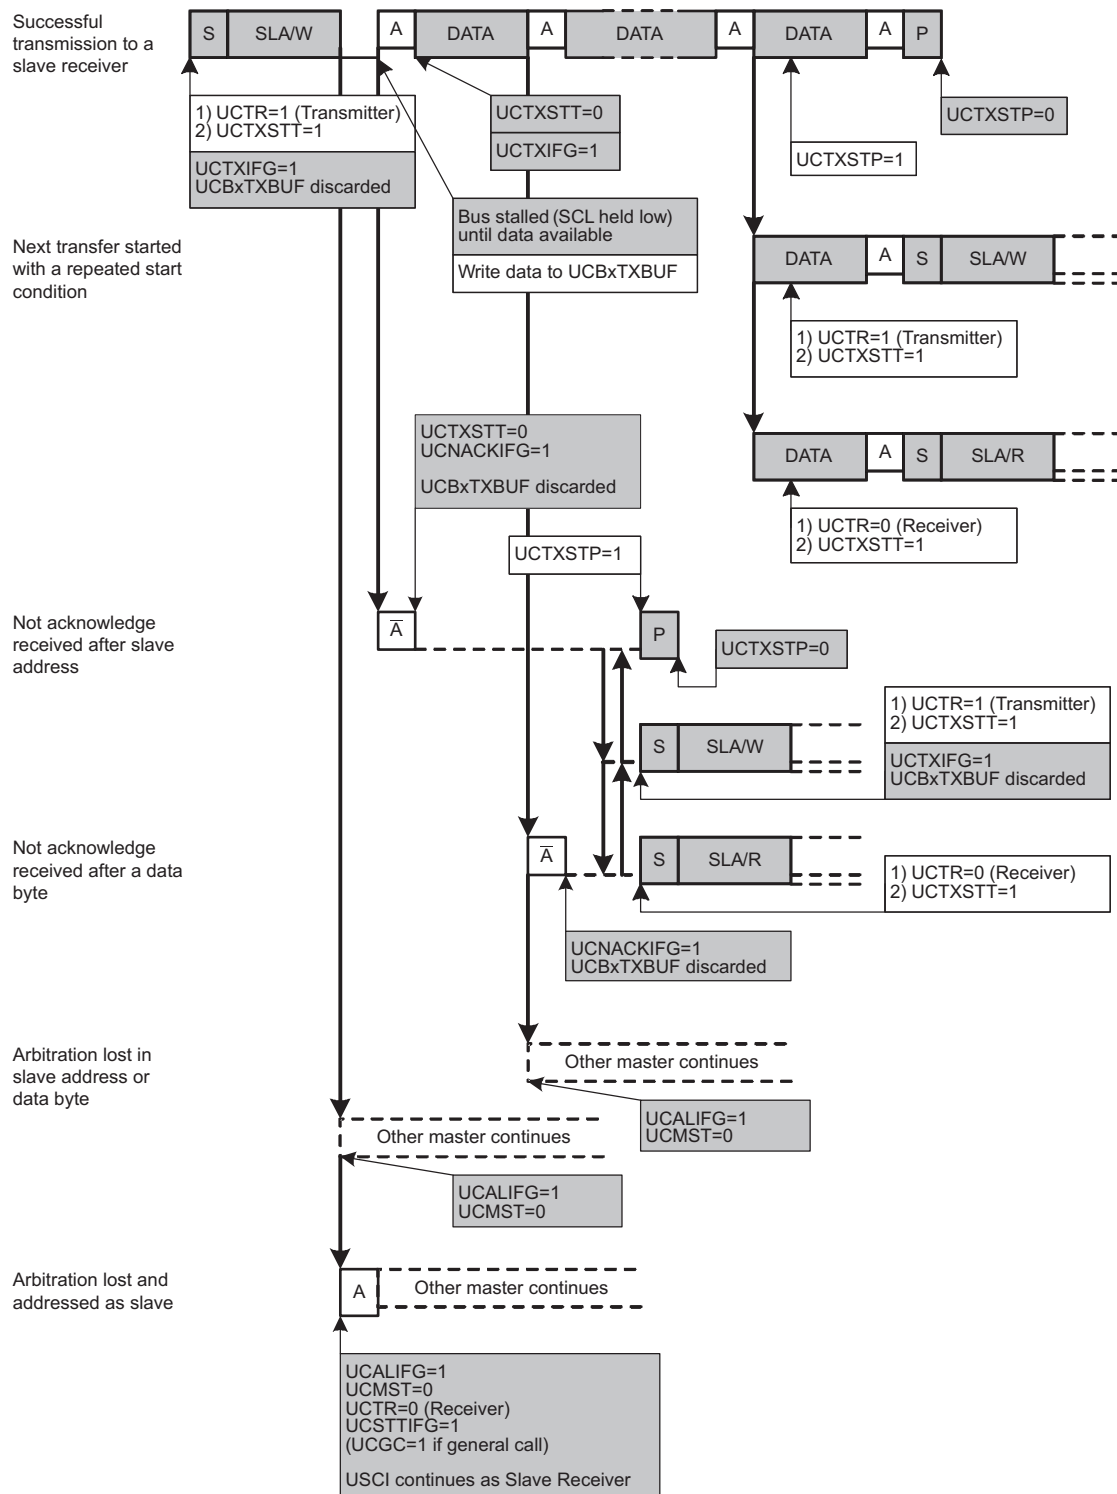 Successful
transmission to a
slave receiver
S
SLA/W
A
DATA
A
DATA
A
DATA
A
P
1) UCTR=1 (Transmitter)
2) UCTXSTT=1
UCTXIFG=1
UCBxTXBUF discarded
UCTXSTT=0
UCTXIFG=1
UCTXSTP=1
UCTXSTP=0
Bus stalled (SCL held low)
until data available
Write data to UCBxTXBUF
Next transfer started
with a repeated start
condition
DATA
A
S
SLA/W
1) UCTR=1 (Transmitter)
2) UCTXSTT=1
DATA
A
S
SLA/R
1) UCTR=0 (Receiver)
2) UCTXSTT=1
UCTXSTT=0
UCNACKIFG=1
UCBxTXBUF discarded
UCTXSTP=1
Not acknowledge
received after slave
address
A̅
P
UCTXSTP=0
S
SLA/W
1) UCTR=1 (Transmitter)
2) UCTXSTT=1
UCTXIFG=1
UCBxTXBUF discarded
Not acknowledge
received after a data
byte
A̅
S
SLA/R
1) UCTR=0 (Receiver)
2) UCTXSTT=1
UCNACKIFG=1
UCBxTXBUF discarded
Arbitration lost in
slave address or
data byte
Other master continues
UCALIFG=1
UCMST=0
Other master continues
UCALIFG=1
UCMST=0
Arbitration lost and
addressed as slave
A
Other master continues
UCALIFG=1
UCMST=0
UCTR=0 (Receiver)
UCSTTIFG=1
(UCGC=1 if general call)
USCI continues as Slave Receiver